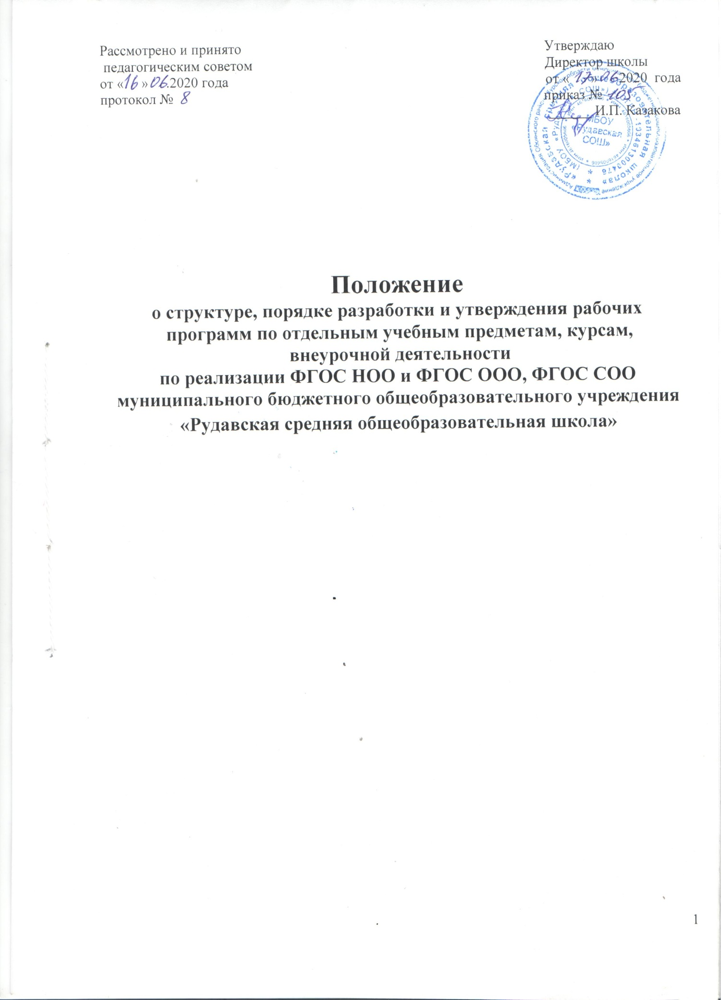 Рассмотрено и принято
педагогическим советом
от «16 » 06.2020 года
протокол № 8
Утверждаю
Директор школы
от « 17 » 06 2020 года
приказ № 105
И.П. Казакова
МБОУ
«Рудавская
СОШ»
Положение
о структуре, порядке разработки и утверждения рабочих
программ по отдельным учебным предметам, курсам,
внеурочной деятельности
по реализации ФГОС НОО и ФГОС ООО, ФГОС СОО
муниципального бюджетного общеобразовательного учреждения
«Рудавская средняя общеобразовательная школа»
1